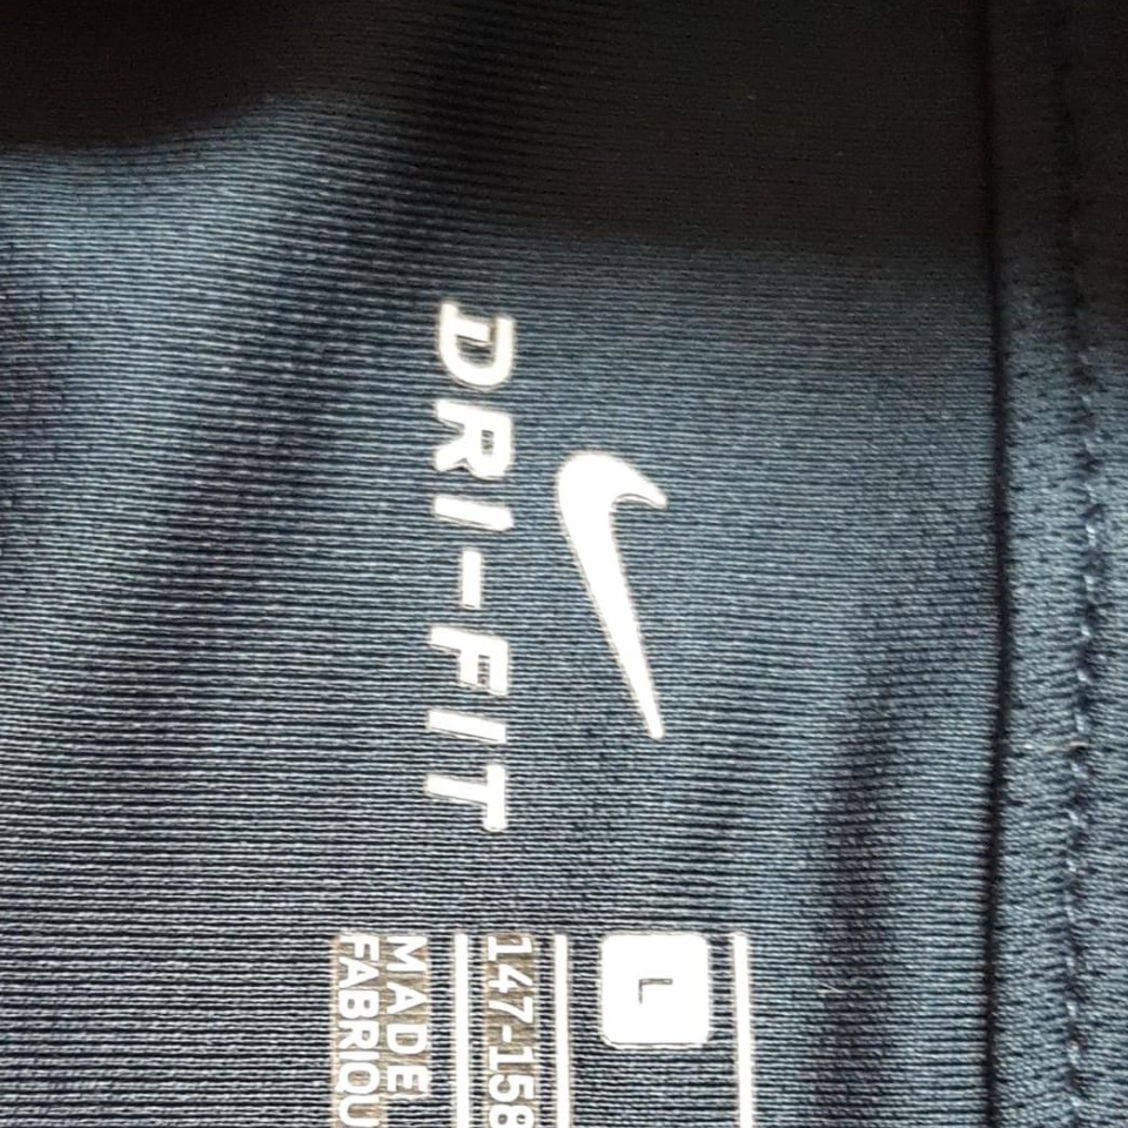 DRI-FIT
L
147-158
MADE
FABRIQU